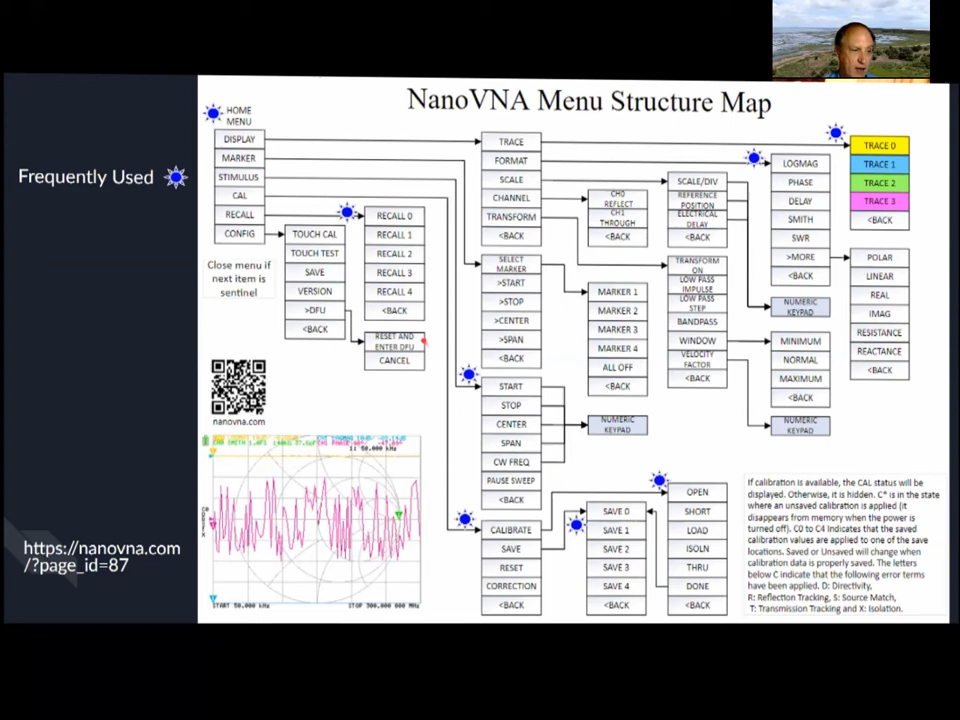 NanoVNA Menu Structure Map
Frequently Used
https://nanovna.com
/?page_id=87
HOME
MENU
DISPLAY
MARKER
STIMULUS
CAL
RECALL
CONFIG
Close menu if
next item is
sentinel
TOUCH CAL
TOUCH TEST
SAVE
VERSION
>DFU
<BACK
RECALL 0
RECALL 1
RECALL 2
RECALL 3
RECALL 4
<BACK
RESET AND
ENTER DFU
CANCEL
nanovna.com
START 50.000 kHz
STOP 900.000 000 MHz
TRACE
FORMAT
SCALE
CHANNEL
TRANSFORM
<BACK
SELECT
MARKER
>START
>STOP
>CENTER
>SPAN
<BACK
START
STOP
CENTER
SPAN
CW FREQ
PAUSE SWEEP
<BACK
CALIBRATE
SAVE
RESET
CORRECTION
<BACK
CH0
REFLECT
CH1
THROUGH
<BACK
MARKER 1
MARKER 2
MARKER 3
MARKER 4
ALL OFF
<BACK
NUMERIC
KEYPAD
SAVE 0
SAVE 1
SAVE 2
SAVE 3
SAVE 4
<BACK
SCALE/DIV
REFERENCE
POSITION
ELECTRICAL
DELAY
<BACK
TRANSFORM
ON
LOW PASS
IMPULSE
LOW PASS
STEP
BANDPASS
WINDOW
VELOCITY
FACTOR
<BACK
OPEN
SHORT
LOAD
ISOLN
THRU
DONE
<BACK
LOGMAG
PHASE
DELAY
SMITH
SWR
>MORE
<BACK
NUMERIC
KEYPAD
MINIMUM
NORMAL
MAXIMUM
<BACK
NUMERIC
KEYPAD
TRACE 0
TRACE 1
TRACE 2
TRACE 3
<BACK
POLAR
LINEAR
REAL
IMAG
RESISTANCE
REACTANCE
<BACK
If calibration is available, the CAL status will be
displayed. Otherwise, it is hidden. C* is in the state
where an unsaved calibration is applied (it
disappears from memory when the power is
turned off). C0 to C4 Indicates that the saved
calibration values are applied to one of the save
locations. Saved or Unsaved will change when
calibration data is properly saved. The letters
below C indicate that the following error terms
have been applied. D: Directivity,
R: Reflection Tracking, S: Source Match,
T: Transmission Tracking and X: Isolation.